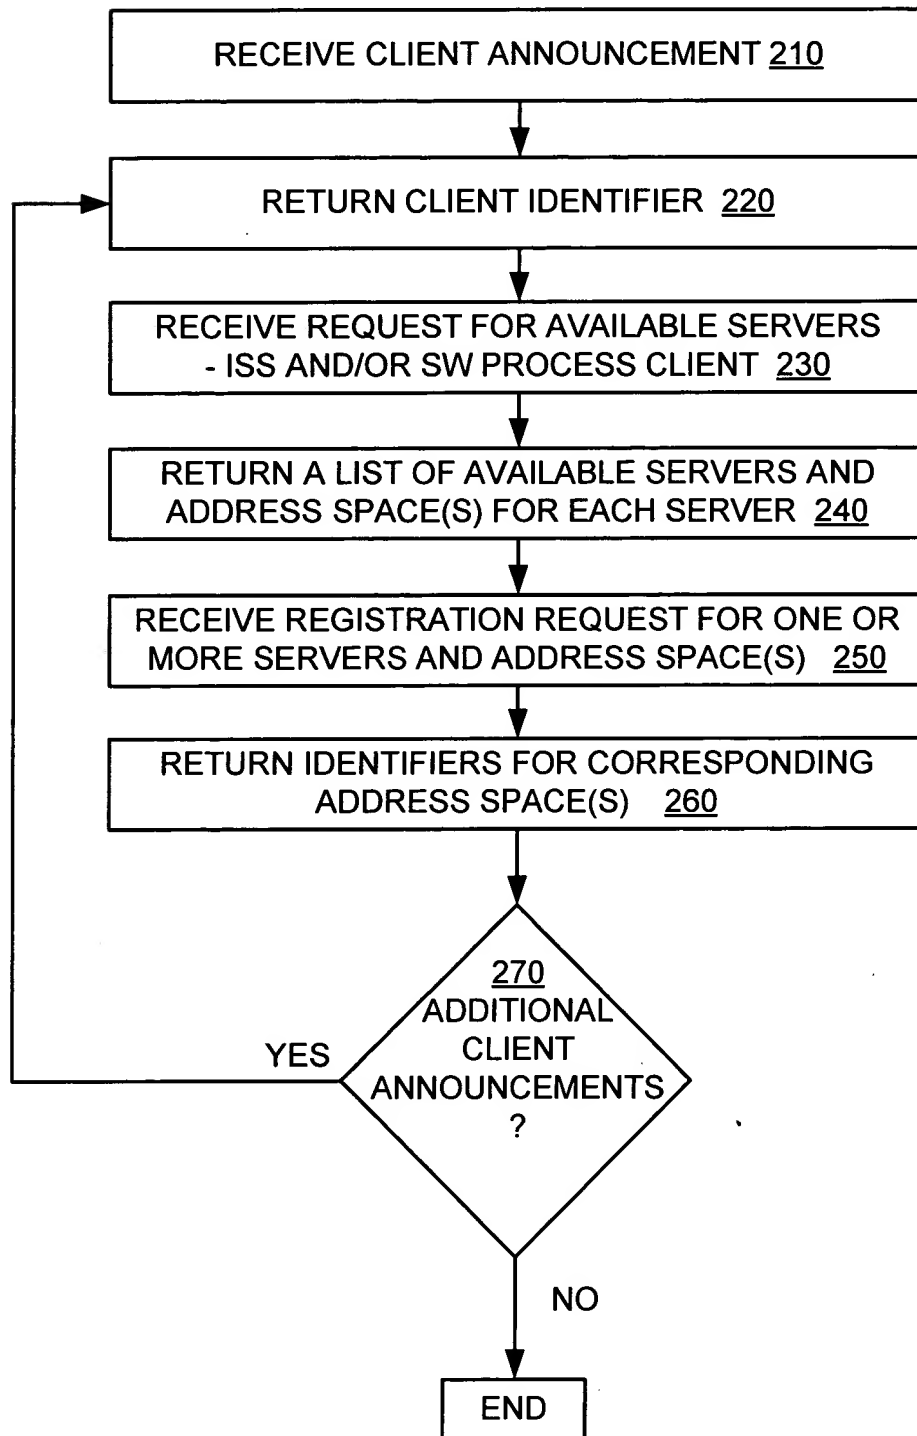 RECEIVE CLIENT ANNOUNCEMENT 210
RETURN CLIENT IDENTIFIER 220
RECEIVE REQUEST FOR AVAILABLE SERVERS
- ISS AND/OR SW PROCESS CLIENT 230
RETURN A LIST OF AVAILABLE SERVERS AND
ADDRESS SPACE(S) FOR EACH SERVER 240
RECEIVE REGISTRATION REQUEST FOR ONE OR
MORE SERVERS AND ADDRESS SPACE(S) 250
RETURN IDENTIFIERS FOR CORRESPONDING
ADDRESS SPACE(S) 260
270
ADDITIONAL
CLIENT
ANNOUNCEMENTS
?
YES
NO
END